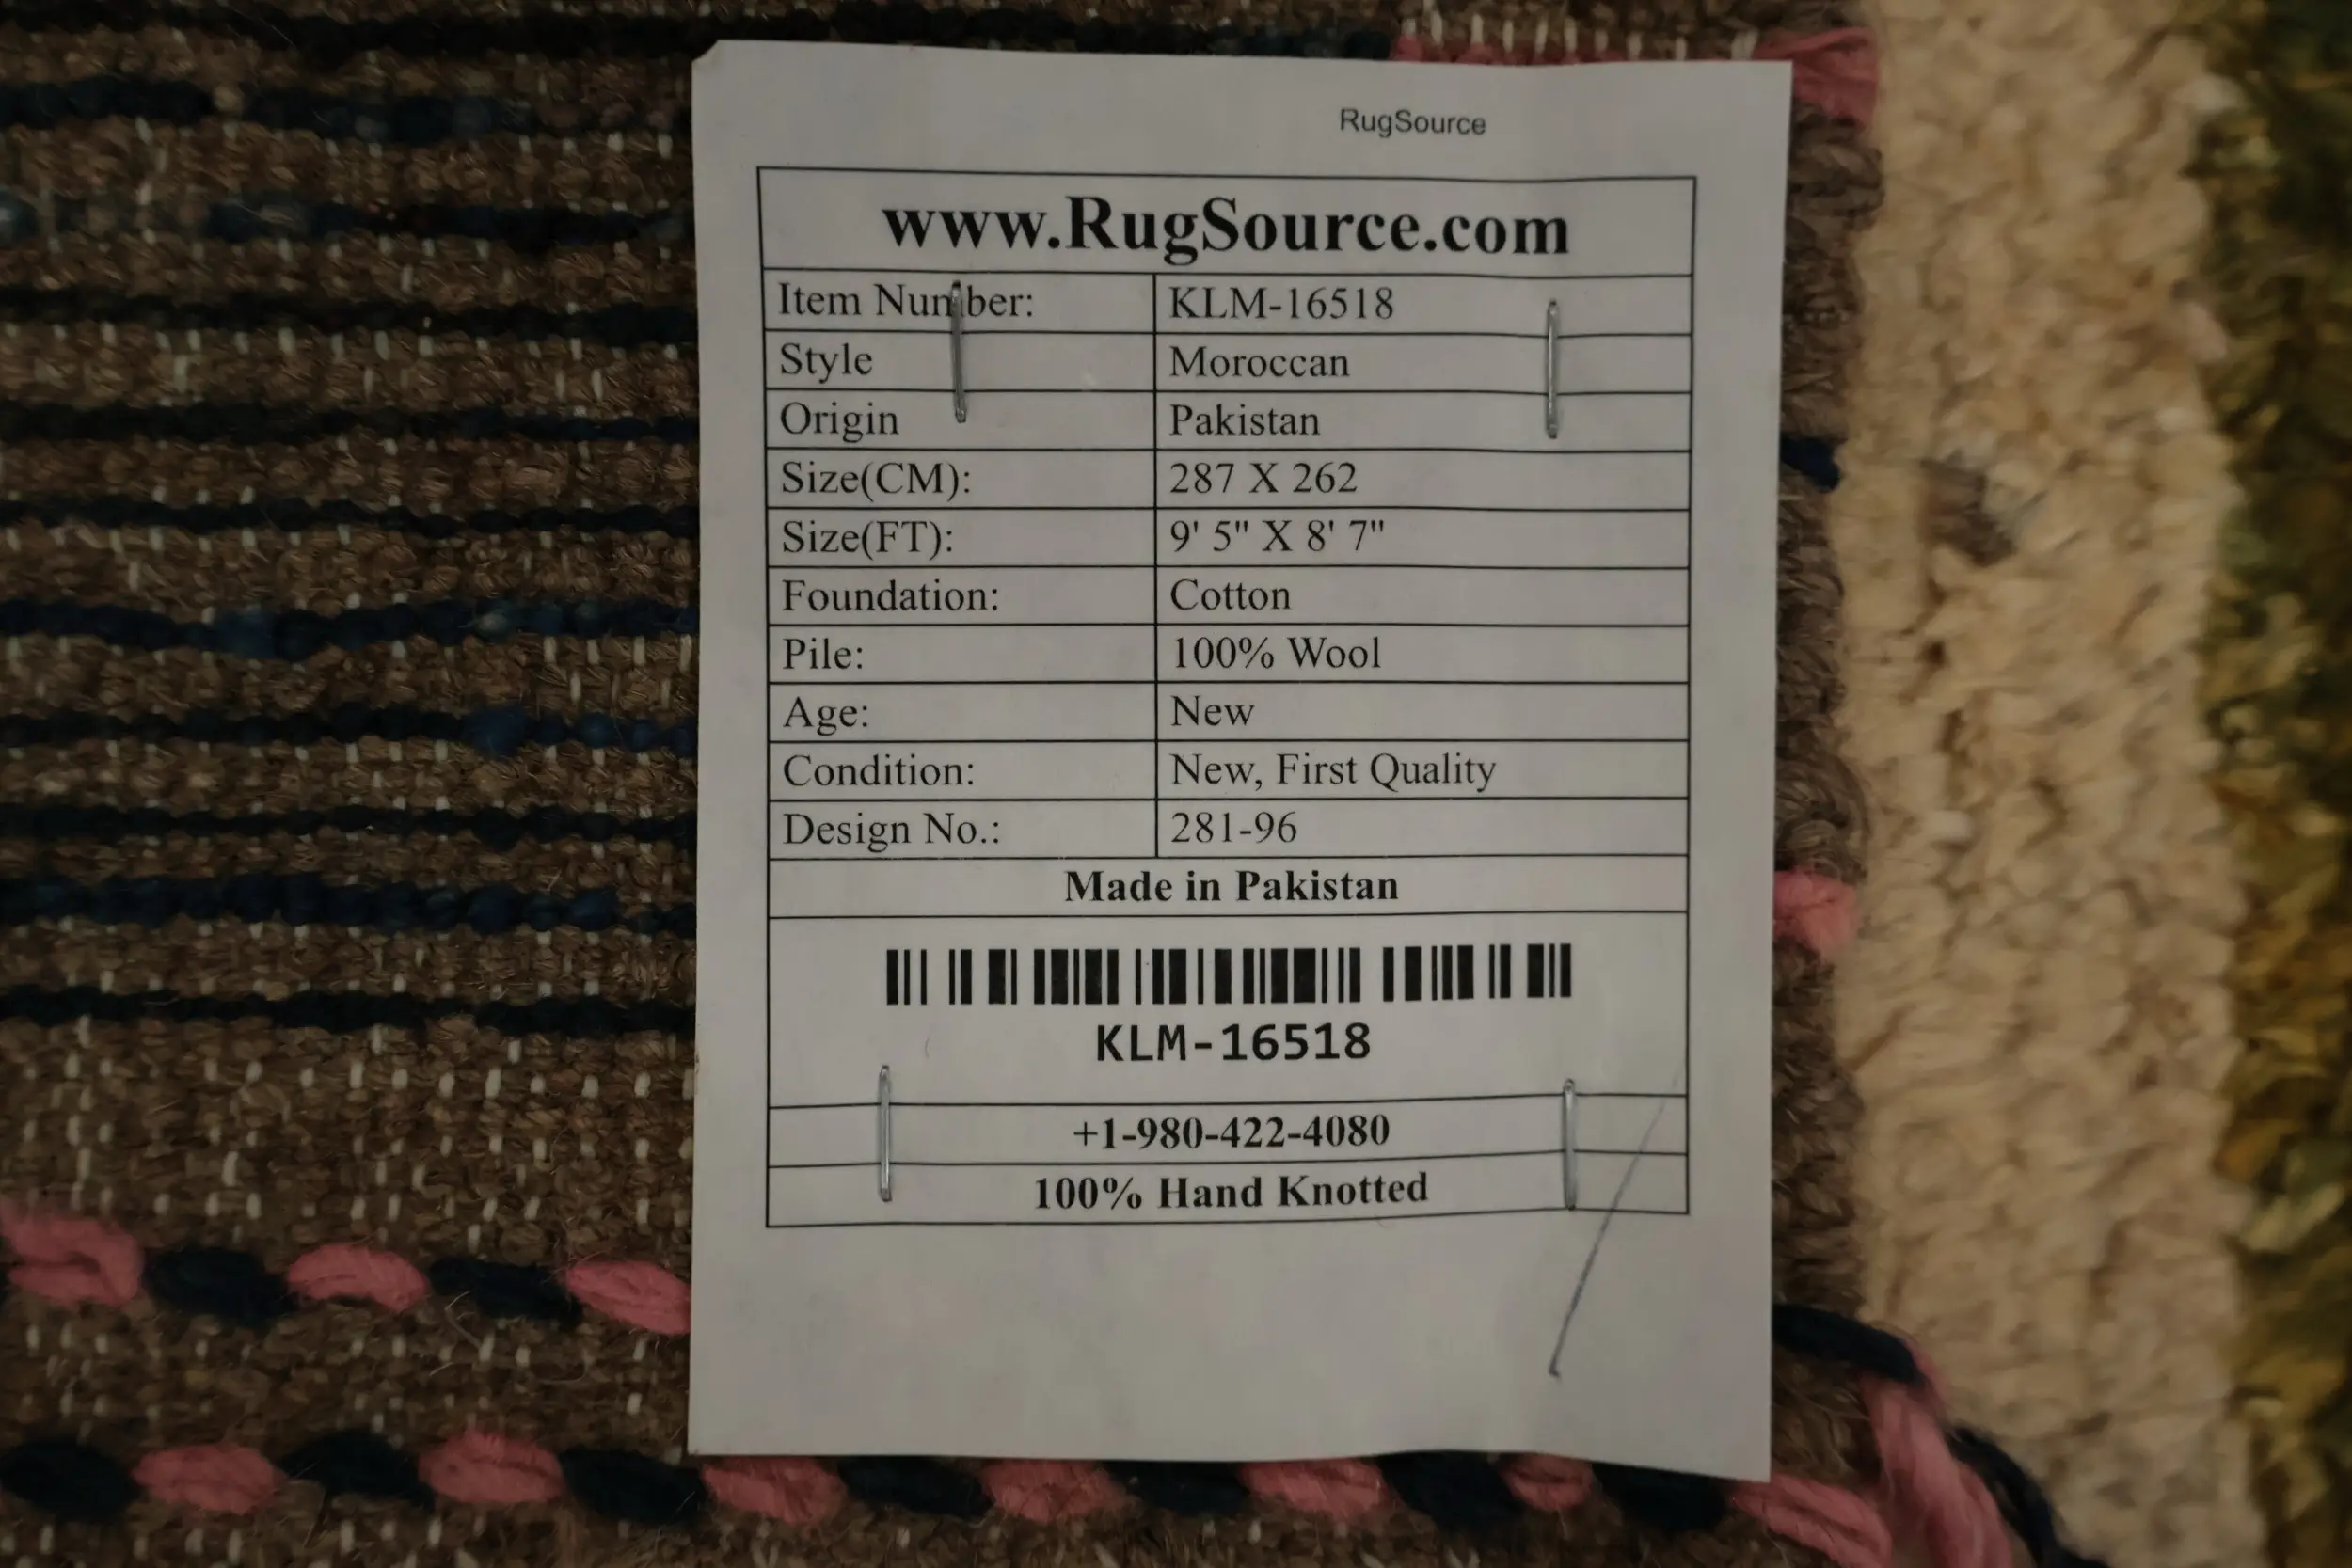 RugSource
www.RugSource.com
Item Number: KLM-16518
Style Moroccan
Origin Pakistan
Size(CM): 287 X 262
Size(FT): 9' 5" X 8' 7"
Foundation: Cotton
Pile: 100% Wool
Age: New
Condition: New, First Quality
Design No.: 281-96
Made in Pakistan
KLM-16518
+1-980-422-4080
100% Hand Knotted